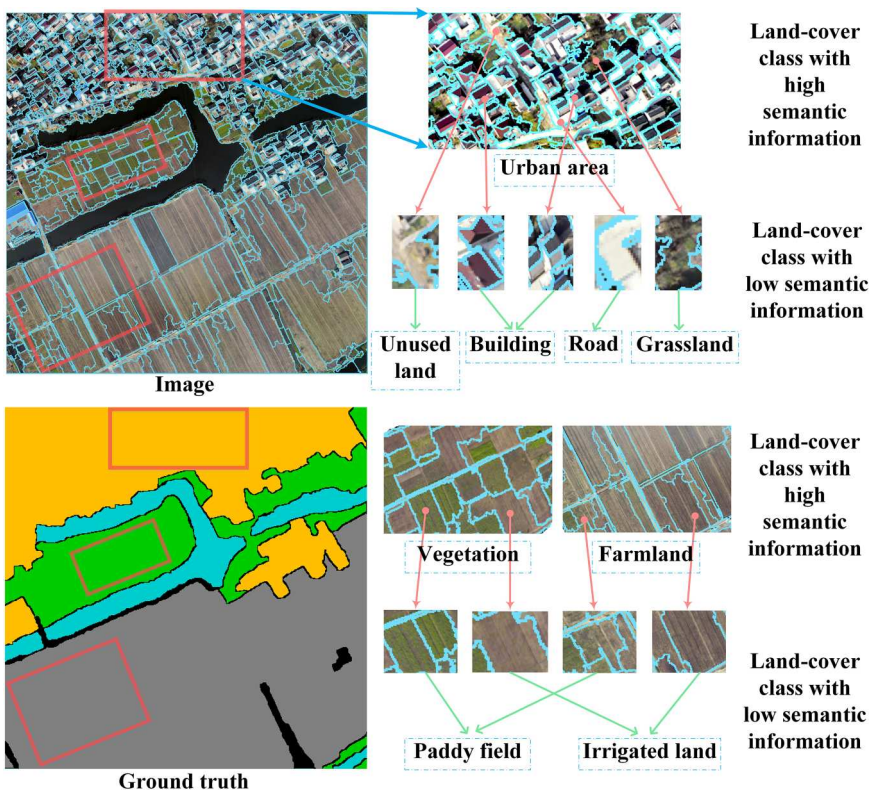 Land-cover
class with
high
semantic
information
Urban area
Land-cover
class with
low semantic
information
Unused
land
Building
Road
Grassland
Image
Land-cover
class with
high
semantic
information
Vegetation
Farmland
Land-cover
class with
low semantic
information
Paddy field
Irrigated land
Ground truth